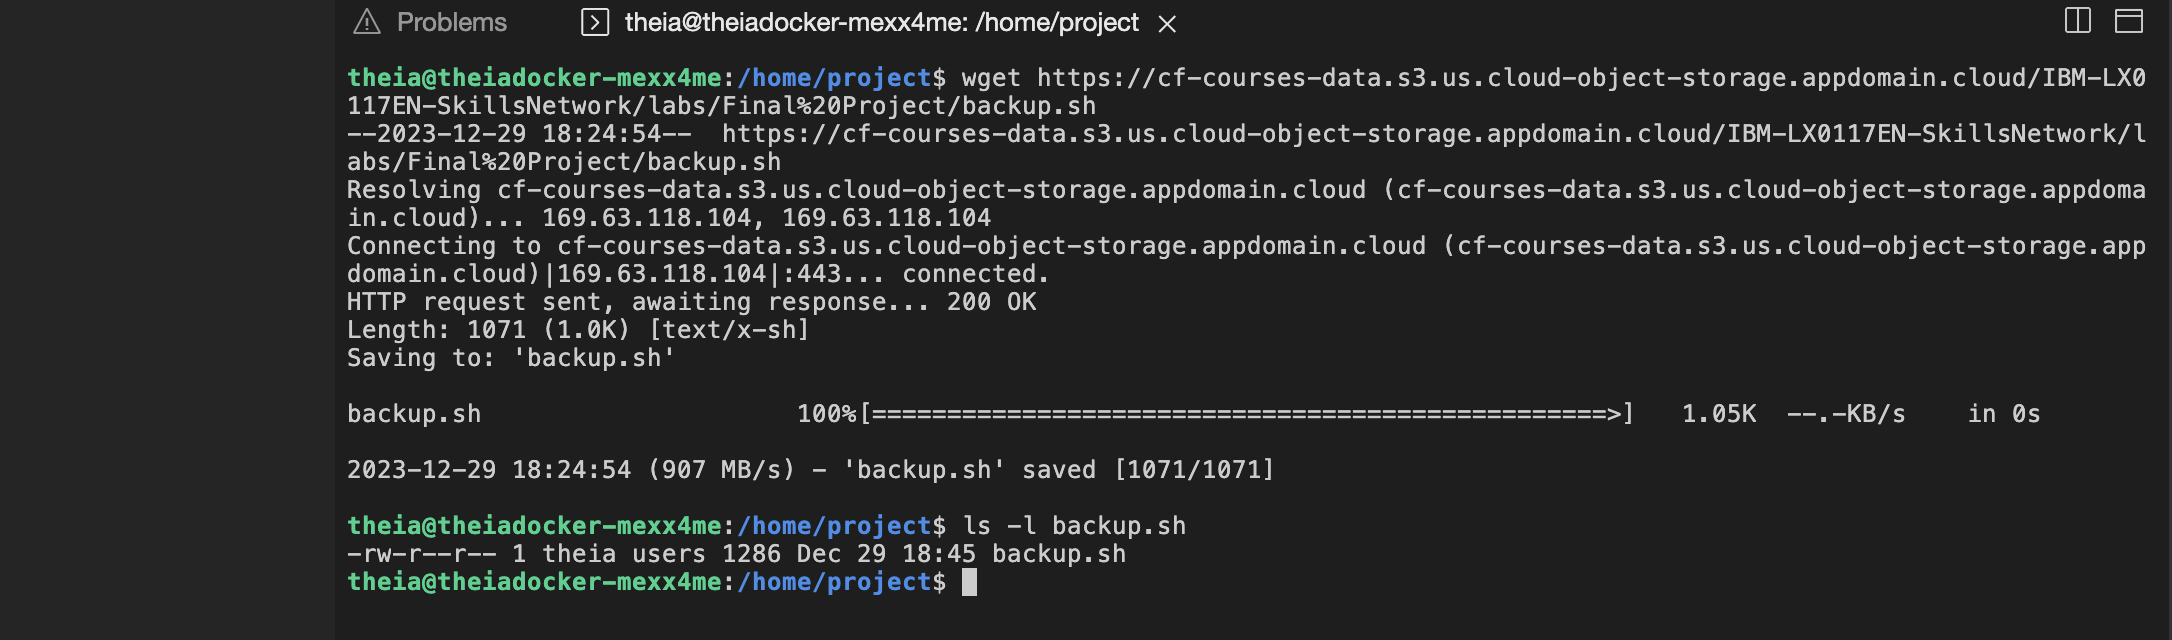 Problems theia@theiadocker-mexx4me: /home/project
theia@theiadocker-mexx4me:/home/project$ wget https://cf-courses-data.s3.us.cloud-object-storage.appdomain.cloud/IBM-LX0
117EN-SkillsNetwork/labs/Final%20Project/backup.sh
--2023-12-29 18:24:54--  https://cf-courses-data.s3.us.cloud-object-storage.appdomain.cloud/IBM-LX0117EN-SkillsNetwork/l
abs/Final%20Project/backup.sh
Resolving cf-courses-data.s3.us.cloud-object-storage.appdomain.cloud (cf-courses-data.s3.us.cloud-object-storage.appdoma
in.cloud)... 169.63.118.104, 169.63.118.104
Connecting to cf-courses-data.s3.us.cloud-object-storage.appdomain.cloud (cf-courses-data.s3.us.cloud-object-storage.app
domain.cloud)|169.63.118.104|:443... connected.
HTTP request sent, awaiting response... 200 OK
Length: 1071 (1.0K) [text/x-sh]
Saving to: 'backup.sh'
backup.sh                     100%[=================================================>]   1.05K  --.-KB/s    in 0s
2023-12-29 18:24:54 (907 MB/s) - 'backup.sh' saved [1071/1071]
theia@theiadocker-mexx4me:/home/project$ ls -l backup.sh
-rw-r--r-- 1 theia users 1286 Dec 29 18:45 backup.sh
theia@theiadocker-mexx4me:/home/project$